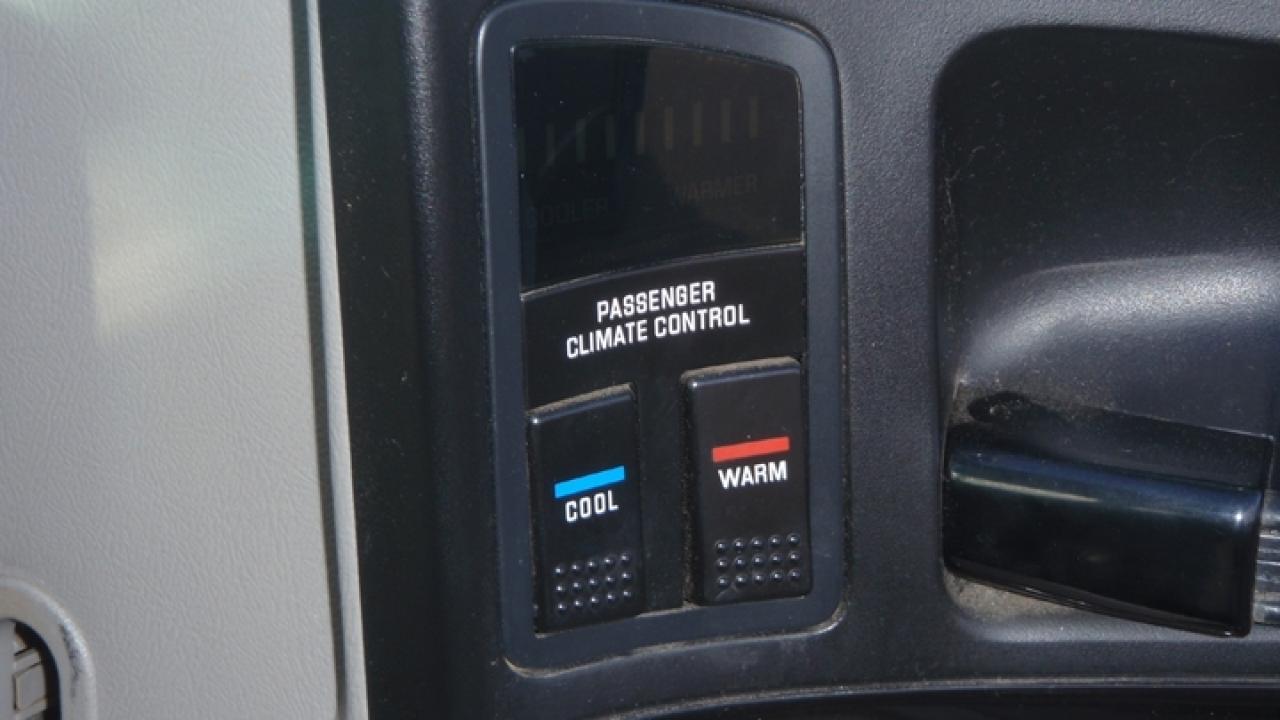 COOLER
WARMER
PASSENGER
CLIMATE CONTROL
COOL
WARM